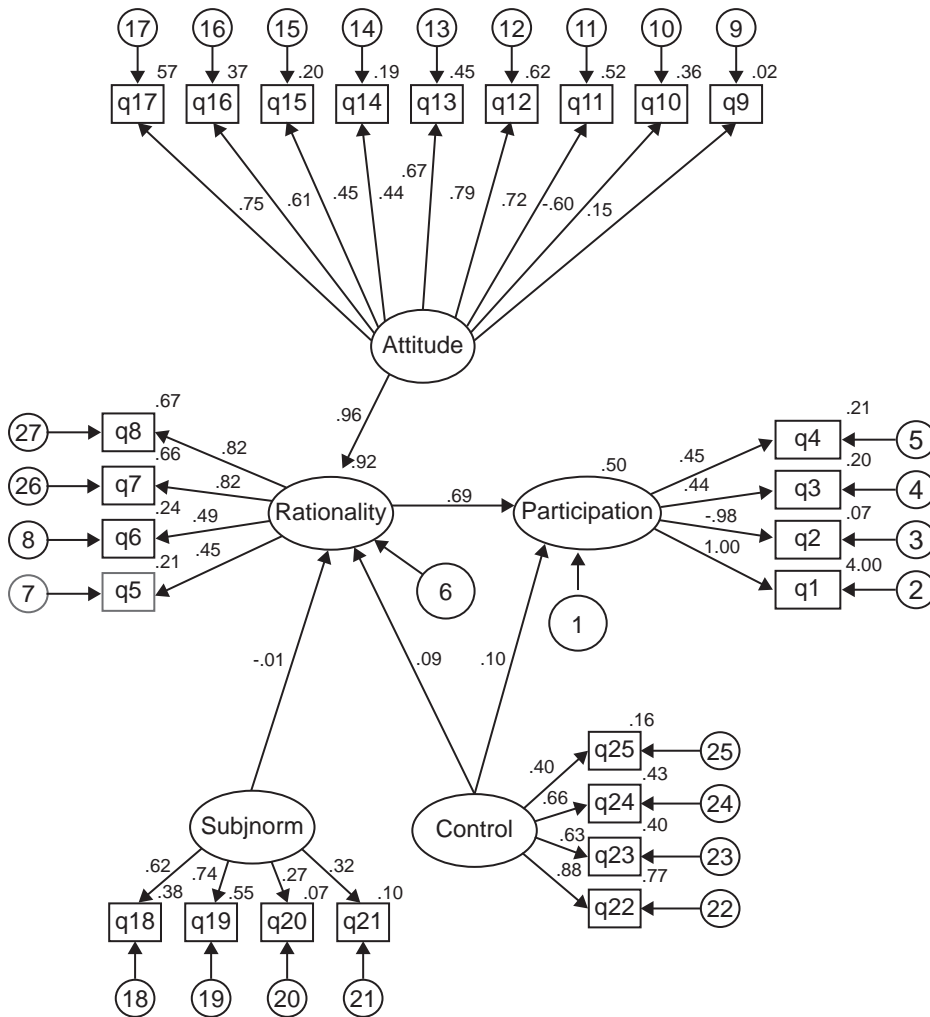 17 16 15 14 13 12 11 10 9
57 37 .20 .19 .45 .62 .52 .36 .02
q17 q16 q15 q14 q13 q12 q11 q10 q9
.75 .61 .45 .44 .67 .79 .72 -.60 .15
Attitude
.96
.67
27 q8 .82
.66
26 q7 .82
.24
8 q6 .49
.21
7 q5 .45
.92
Rationality
.69
.50
Participation
.21
.45 q4 5
.20
.44 q3 4
.07
-.98 q2 3
4.00
1.00 q1 2
6
1
-.01
.09
.10
Subjnorm
.62 .74 .27 .32
.38 .55 .07 .10
q18 q19 q20 q21
18 19 20 21
Control
.16
.40 q25 25
.43
.66 q24 24
.40
.63 q23 23
.77
.88 q22 22